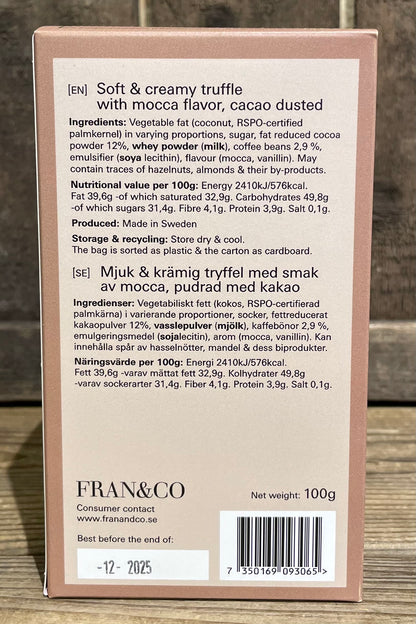 [EN] Soft & creamy truffle
with mocca flavor, cacao dusted
Ingredients: Vegetable fat (coconut, RSPO-certified
palmkernel) in varying proportions, sugar, fat reduced cocoa
powder 12%, whey powder (milk), coffee beans 2,9 %,
emulsifier (soya lecithin), flavour (mocca, vanillin). May
contain traces of hazelnuts, almonds & their by-products.
Nutritional value per 100g: Energy 2410kJ/576kcal.
Fat 39,6g -of which saturated 32,9g. Carbohydrates 49,8g
-of which sugars 31,4g. Fibre 4,1g. Protein 3,9g. Salt 0,1g.
Produced: Made in Sweden
Storage & recycling: Store dry & cool.
The bag is sorted as plastic & the carton as cardboard.
[SE] Mjuk & krämig tryffel med smak
av mocca, pudrad med kakao
Ingredienser: Vegetabiliskt fett (kokos, RSPO-certifierad
palmkärna) i varierande proportioner, socker, fettreducerat
kakaopulver 12%, vasslepulver (mjölk), kaffebönor 2,9 %,
emulgeringsmedel (sojalecitin), arom (mocca, vanillin). Kan
innehålla spår av hasselnötter, mandel & dess biprodukter.
Näringsvärde per 100g: Energi 2410kJ/576kcal.
Fett 39,6g -varav mättat fett 32,9g. Kolhydrater 49,8g
-varav sockerarter 31,4g. Fiber 4,1g. Protein 3,9g. Salt 0,1g.
FRAN&CO
Net weight: 100g
Consumer contact
www.franandco.se
Best before the end of:
-12- 2025
7 350169 093065 >